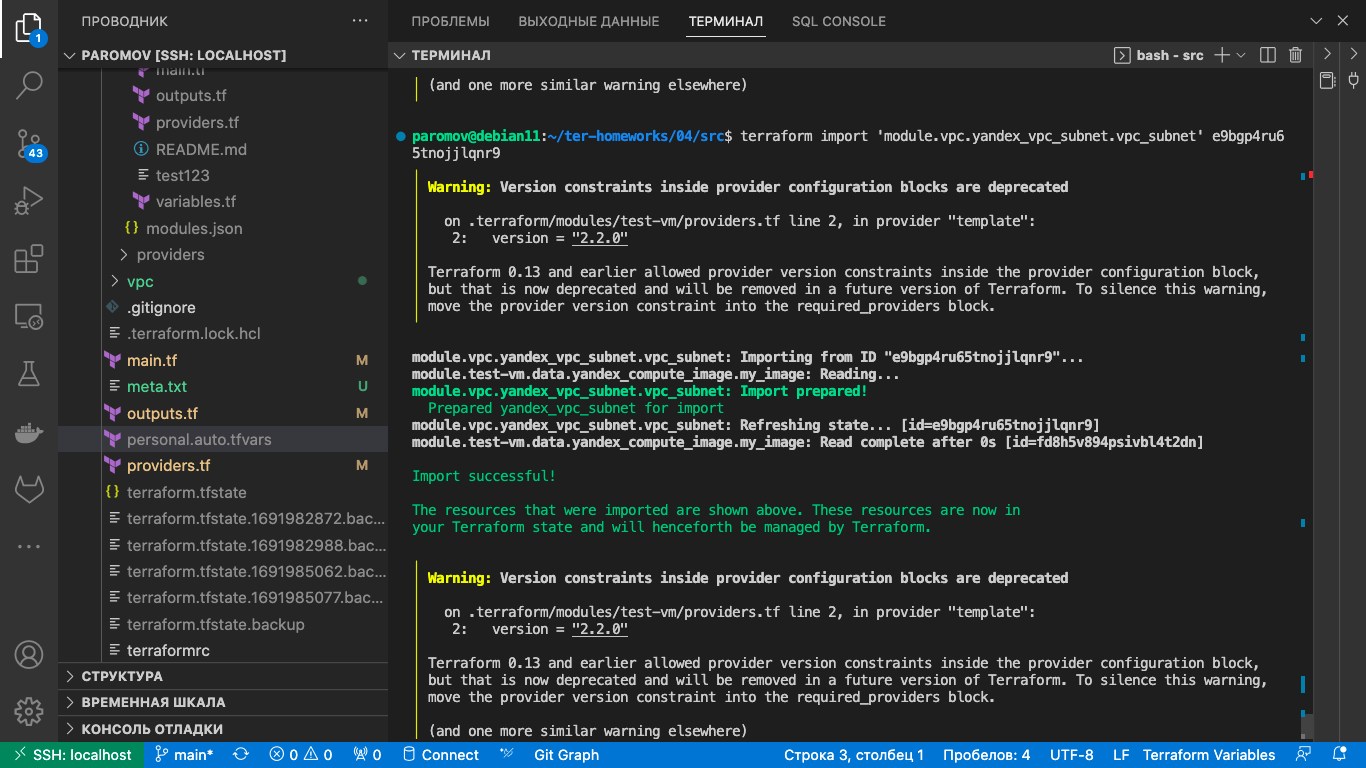 ПРОВОДНИК
PAROMOV [SSH: LOCALHOST]
main.tf
outputs.tf
providers.tf
README.md
test123
variables.tf
{} modules.json
providers
vpc
.gitignore
.terraform.lock.hcl
main.tf M
meta.txt U
outputs.tf M
personal.auto.tfvars
providers.tf M
{} terraform.tfstate
terraform.tfstate.1691982872.bac...
terraform.tfstate.1691982988.bac...
terraform.tfstate.1691985062.bac...
terraform.tfstate.1691985077.bac...
terraform.tfstate.backup
terraformrc
СТРУКТУРА
ВРЕМЕННАЯ ШКАЛА
КОНСОЛЬ ОТЛАДКИ
1
43
ПРОБЛЕМЫ ВЫХОДНЫЕ ДАННЫЕ ТЕРМИНАЛ SQL CONSOLE
ТЕРМИНАЛ bash - src
(and one more similar warning elsewhere)
paromov@debian11:~/ter-homeworks/04/src$ terraform import 'module.vpc.yandex_vpc_subnet.vpc_subnet' e9bgp4ru6
5tnojjlqnr9
Warning: Version constraints inside provider configuration blocks are deprecated
on .terraform/modules/test-vm/providers.tf line 2, in provider "template":
2: version = "2.2.0"
Terraform 0.13 and earlier allowed provider version constraints inside the provider configuration block,
but that is now deprecated and will be removed in a future version of Terraform. To silence this warning,
move the provider version constraint into the required_providers block.
module.vpc.yandex_vpc_subnet.vpc_subnet: Importing from ID "e9bgp4ru65tnojjlqnr9"...
module.test-vm.data.yandex_compute_image.my_image: Reading...
module.vpc.yandex_vpc_subnet.vpc_subnet: Import prepared!
Prepared yandex_vpc_subnet for import
module.vpc.yandex_vpc_subnet.vpc_subnet: Refreshing state... [id=e9bgp4ru65tnojjlqnr9]
module.test-vm.data.yandex_compute_image.my_image: Read complete after 0s [id=fd8h5v894psivbl4t2dn]
Import successful!
The resources that were imported are shown above. These resources are now in
your Terraform state and will henceforth be managed by Terraform.
Warning: Version constraints inside provider configuration blocks are deprecated
on .terraform/modules/test-vm/providers.tf line 2, in provider "template":
2: version = "2.2.0"
Terraform 0.13 and earlier allowed provider version constraints inside the provider configuration block,
but that is now deprecated and will be removed in a future version of Terraform. To silence this warning,
move the provider version constraint into the required_providers block.
(and one more similar warning elsewhere)
SSH: localhost main* 0 0 0 Connect Git Graph Строка 3, столбец 1 Пробелов: 4 UTF-8 LF Terraform Variables